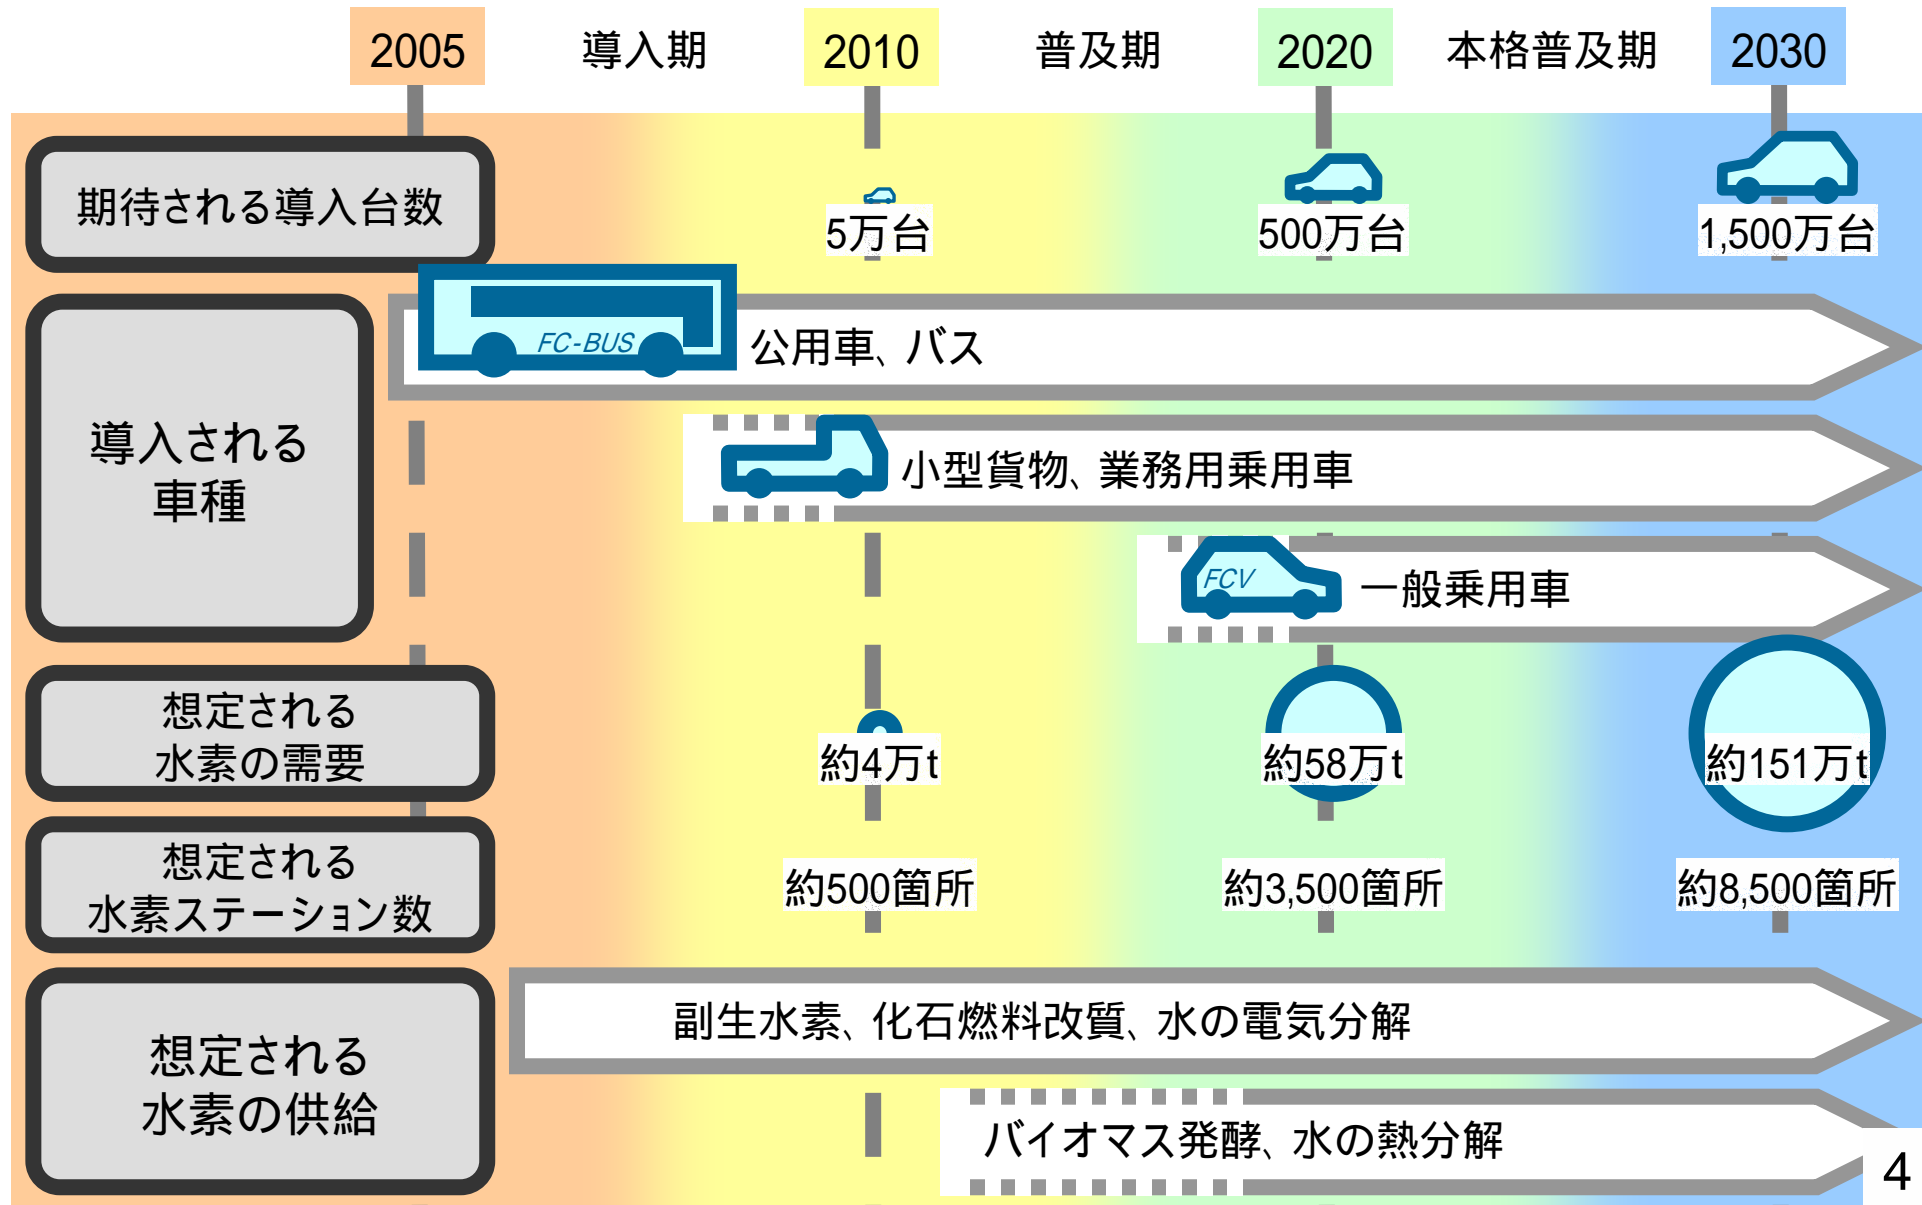 2005 導入期 2010 普及期 2020 本格普及期 2030
期待される導入台数
5万台 500万台 1,500万台
導入される
車種
FC-BUS 公用車、バス
小型貨物、業務用乗用車
FCV 一般乗用車
想定される
水素の需要
約4万t 約58万t 約151万t
想定される
水素ステーション数
約500箇所 約3,500箇所 約8,500箇所
想定される
水素の供給
副生水素、化石燃料改質、水の電気分解
バイオマス発酵、水の熱分解
4